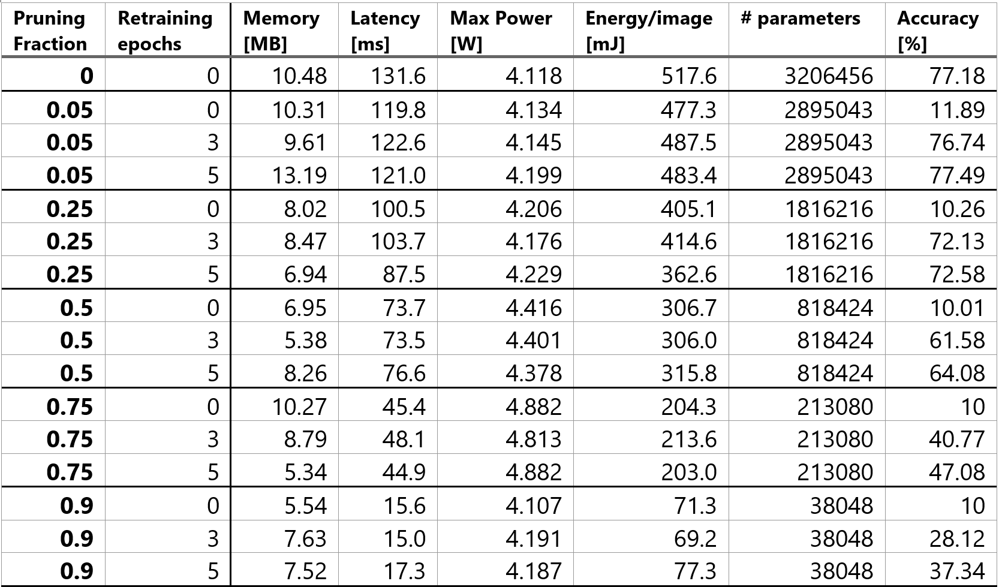 Pruning Fraction Retraining epochs Memory [MB] Latency [ms] Max Power [W] Energy/image [mJ] # parameters Accuracy [%]
0 0 10.48 131.6 4.118 517.6 3206456 77.18
0.05 0 10.31 119.8 4.134 477.3 2895043 11.89
0.05 3 9.61 122.6 4.145 487.5 2895043 76.74
0.05 5 13.19 121.0 4.199 483.4 2895043 77.49
0.25 0 8.02 100.5 4.206 405.1 1816216 10.26
0.25 3 8.47 103.7 4.176 414.6 1816216 72.13
0.25 5 6.94 87.5 4.229 362.6 1816216 72.58
0.5 0 6.95 73.7 4.416 306.7 818424 10.01
0.5 3 5.38 73.5 4.401 306.0 818424 61.58
0.5 5 8.26 76.6 4.378 315.8 818424 64.08
0.75 0 10.27 45.4 4.882 204.3 213080 10
0.75 3 8.79 48.1 4.813 213.6 213080 40.77
0.75 5 5.34 44.9 4.882 203.0 213080 47.08
0.9 0 5.54 15.6 4.107 71.3 38048 10
0.9 3 7.63 15.0 4.191 69.2 38048 28.12
0.9 5 7.52 17.3 4.187 77.3 38048 37.34